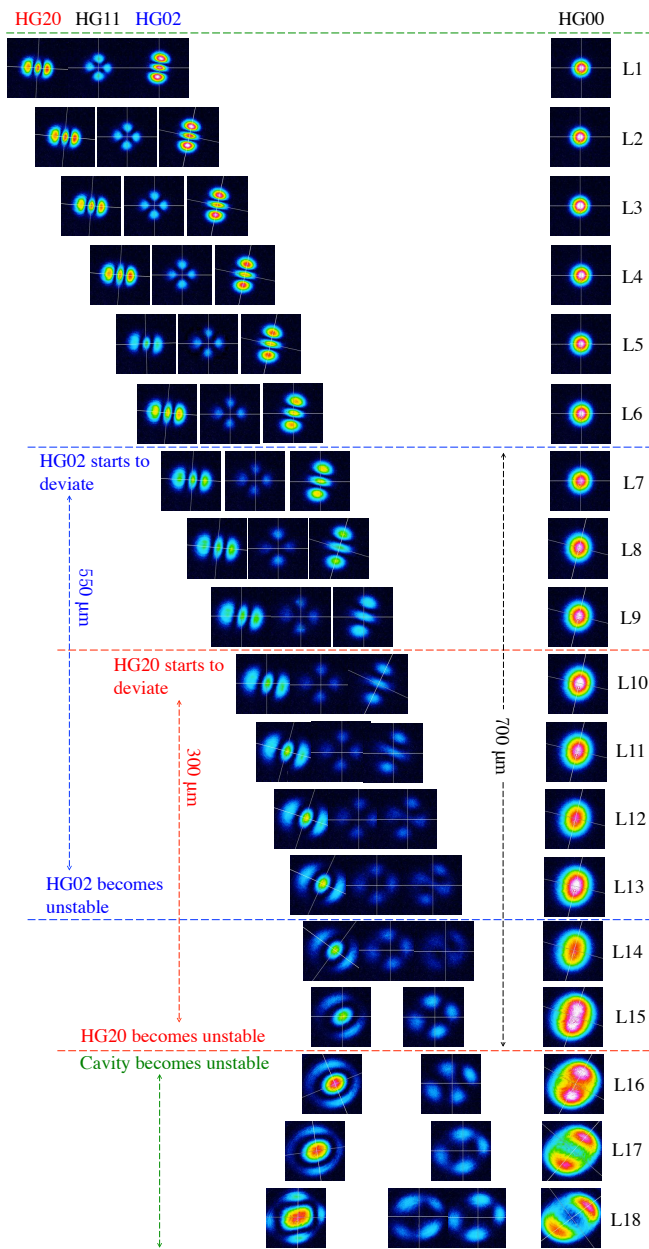 HG20 HG11 HG02 HG00
L1
L2
L3
L4
L5
L6
HG02 starts to
deviate
L7
L8
550 µm
L9
HG20 starts to
deviate
L10
700 µm
L11
300 µm
L12
HG02 becomes
unstable
L13
L14
L15
HG20 becomes unstable
Cavity becomes unstable
L16
L17
L18